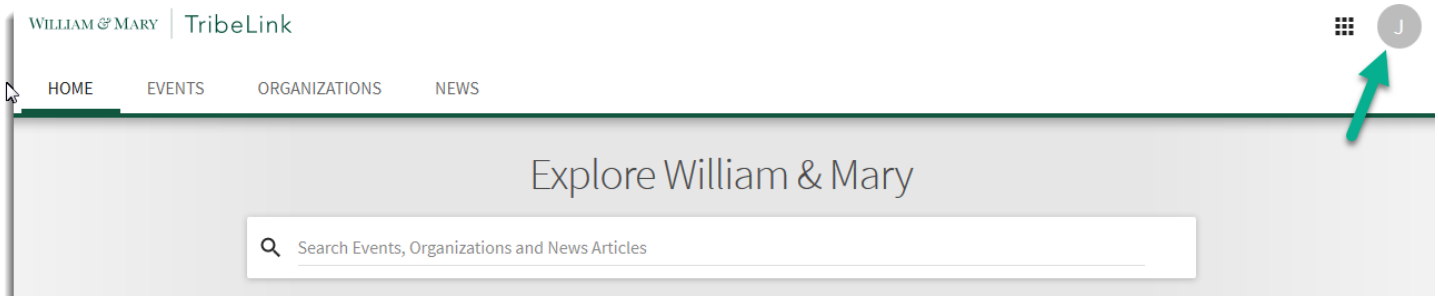 WILLIAM & MARY TribeLink
J
HOME EVENTS ORGANIZATIONS NEWS
Explore William & Mary
Search Events, Organizations and News Articles